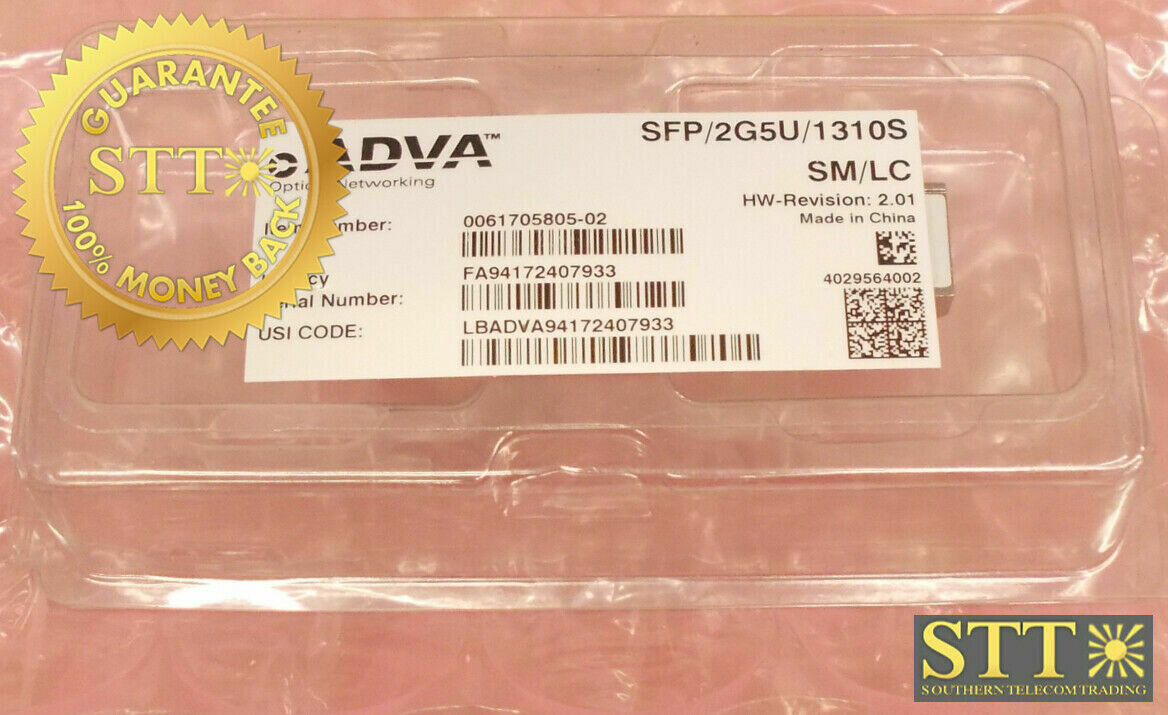 GUARANTEE
STT
100% MONEY BACK
ADVA™
Networking
SFP/2G5U/1310S
SM/LC
HW-Revision: 2.01
Made in China
0061705805-02
4029564002
FA94172407933
Number:
USI CODE:
LBADVA94172407933
STT
SOUTHERN TELECOM TRADING